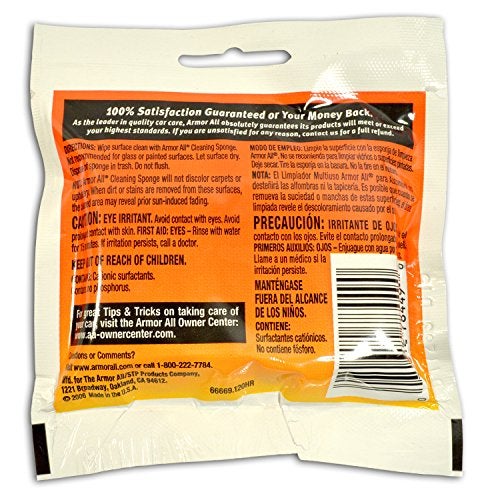 100% Satisfaction Guaranteed or Your Money Back.
As the leader in quality car care, Armor All absolutely guarantees its products will meet or exceed
your highest standards. If you are unsatisfied for any reason, contact us for a full refund.
Wipe surface clean with Armor All® Cleaning Sponge.
recommended for glass or painted surfaces. Let surface dry.
sponge in trash. Do not flush.
Armor All® Cleaning Sponge will not discolor carpets or
When dirt or stains are removed from these surfaces,
area may reveal prior sun-induced fading.
CAUTION: EYE IRRITANT. Avoid contact with eyes. Avoid
contact with skin. FIRST AID: EYES – Rinse with water
for 15 minutes. If irritation persists, call a doctor.
KEEP OUT OF REACH OF CHILDREN.
Cationic surfactants.
no phosphorus.
For great Tips & Tricks on taking care of
your car, visit the Armor All Owner Center:
www.aa-ownercenter.com
Questions or Comments?
www.armorall.com or call 1-800-222-7784.
Mfd. for The Armor All/STP Products Company,
1221 Broadway, Oakland, CA 94612.
© 2006 Made in the U.S.A.
66669.120HR
MODO DE EMPLEO: Limpie la superficie con la esponja de limpieza
Armor All®. No se recomienda para limpiar vidrios o superficies pintadas.
Deje secar. Tire la esponja en la basura. No la deseche en el inodoro.
NOTA: El Limpiador Multiuso Armor All®
desteñirá las alfombras ni la tapicería. Es posible que cuando
se remueva la suciedad o manchas de estas superficies
limpiada revele el descoloramiento causado por el
PRECAUCIÓN: IRRITANTE DE OJOS.
contacto con los ojos. Evite el contacto prolongado
PRIMEROS AUXILIOS: OJOS – Enjuague con agua
Llame a un médico si la
irritación persiste.
MANTÉNGASE
FUERA DEL ALCANCE
DE LOS NIÑOS.
CONTIENE:
Surfactantes catiónicos.
No contiene fósforo.